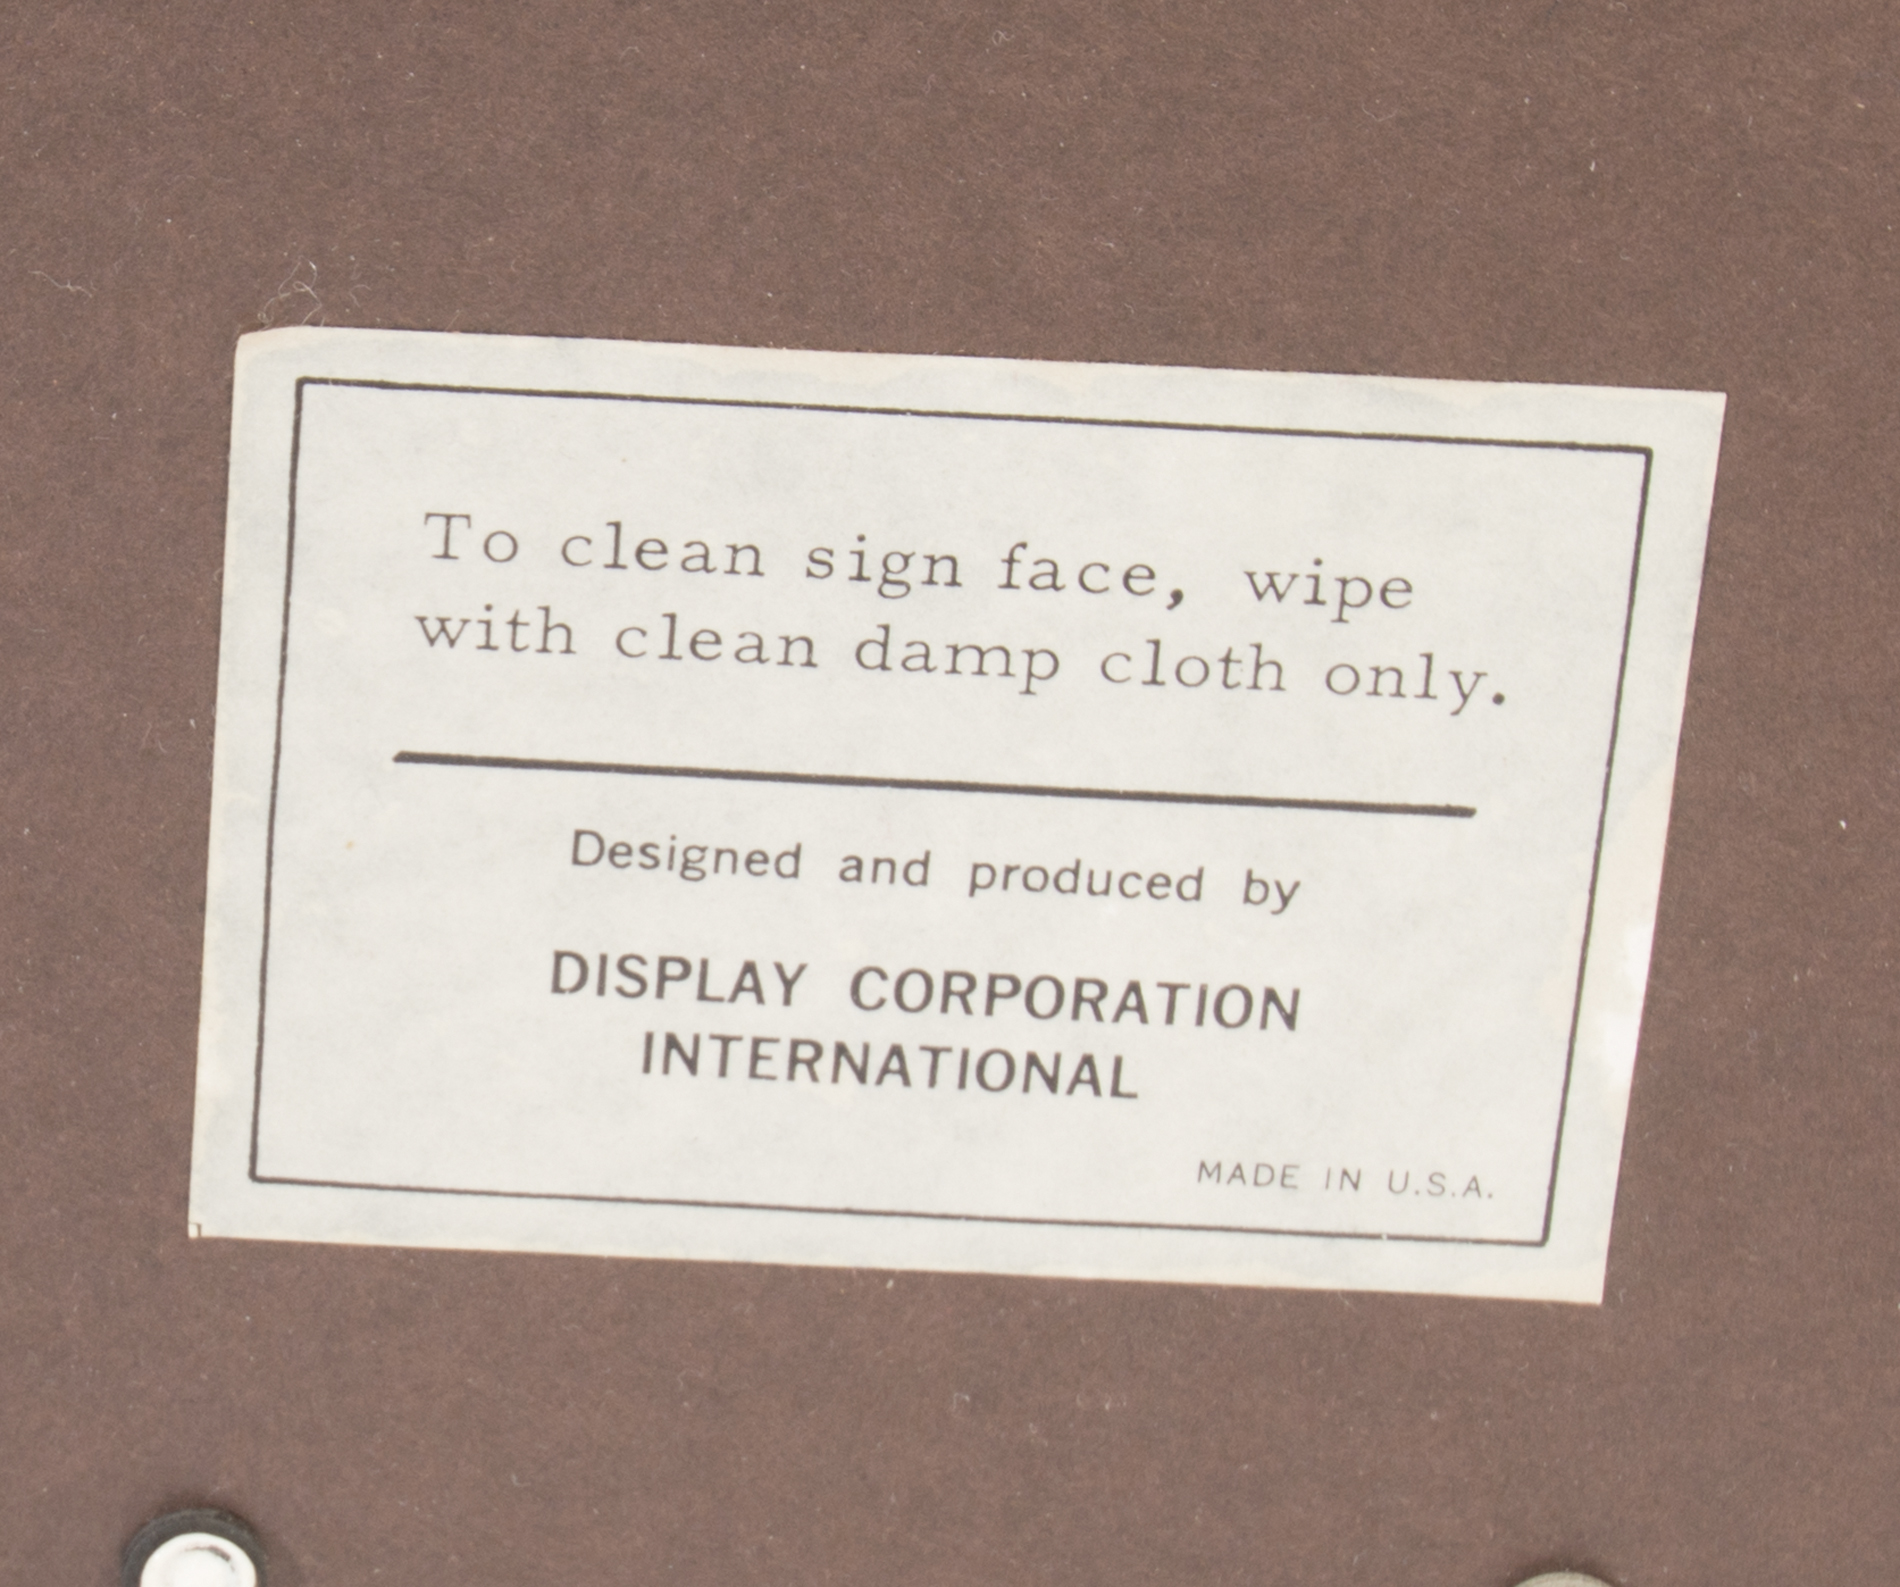 To clean sign face, wipe
with clean damp cloth only.
Designed and produced by
DISPLAY CORPORATION
INTERNATIONAL
MADE IN U.S.A.